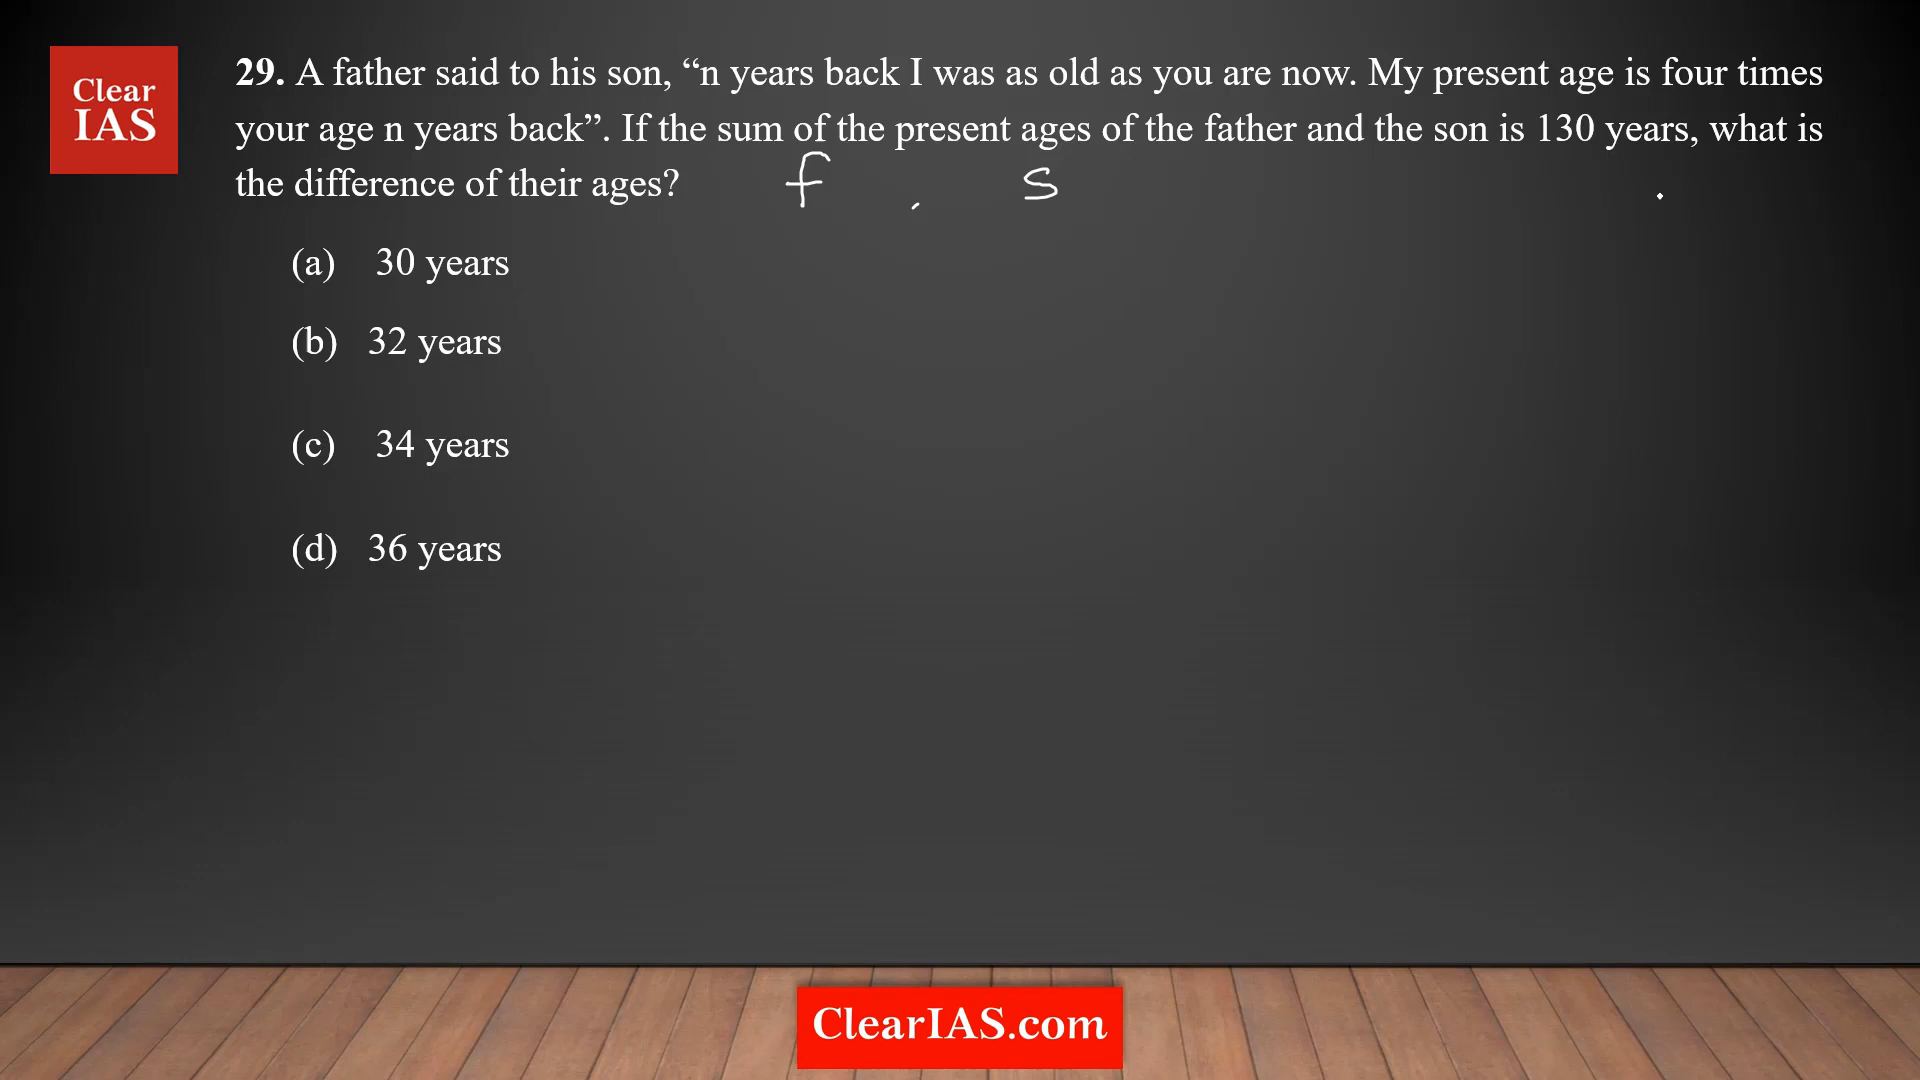 Clear
IAS
29. A father said to his son, “n years back I was as old as you are now. My present age is four times
your age n years back”. If the sum of the present ages of the father and the son is 130 years, what is
the difference of their ages?
f , s
(a) 30 years
(b) 32 years
(c) 34 years
(d) 36 years
ClearIAS.com